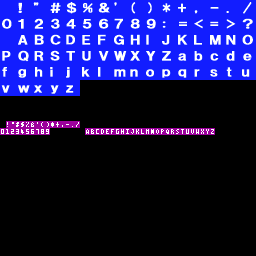 ! " # $ % & ' ( ) * + , - . /
0 1 2 3 4 5 6 7 8 9 : = < = > ?
A B C D E F G H I J K L M N O
P Q R S T U V W X Y Z a b c d e
f g h i j k l m n o p q r s t u
v w x y z
!"#$%&'()*+,-./
0123456789 ABCDEFGHIJKLMNOPQRSTUVWXYZ